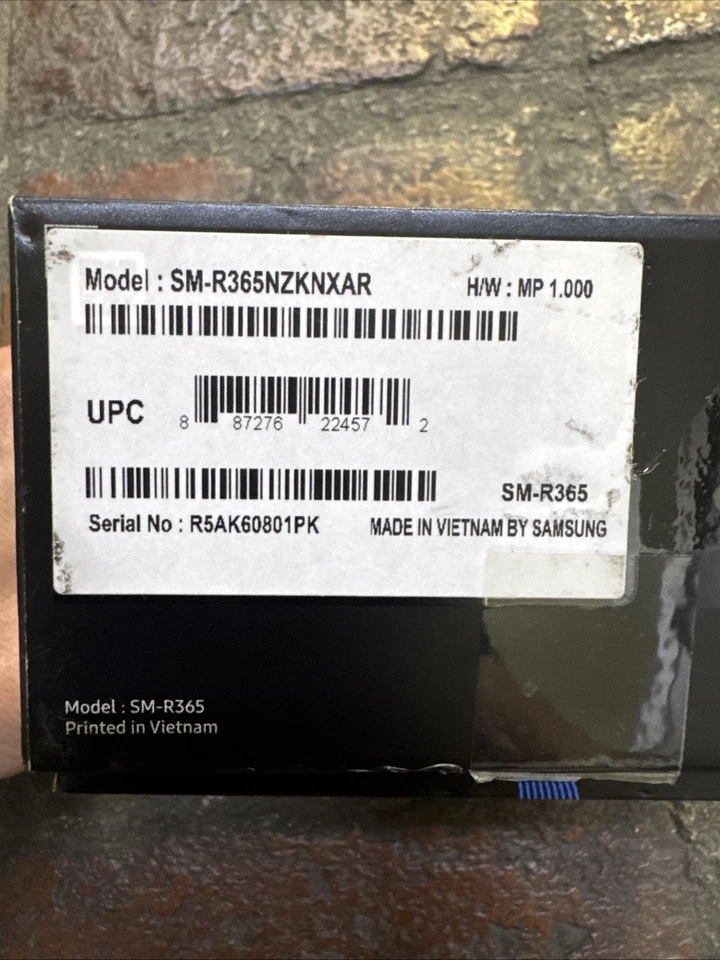 Model : SM-R365NZKNXAR H/W : MP 1.000
UPC 8 87276 22457 2
SM-R365
Serial No : R5AK60801PK MADE IN VIETNAM BY SAMSUNG
Model : SM-R365
Printed in Vietnam